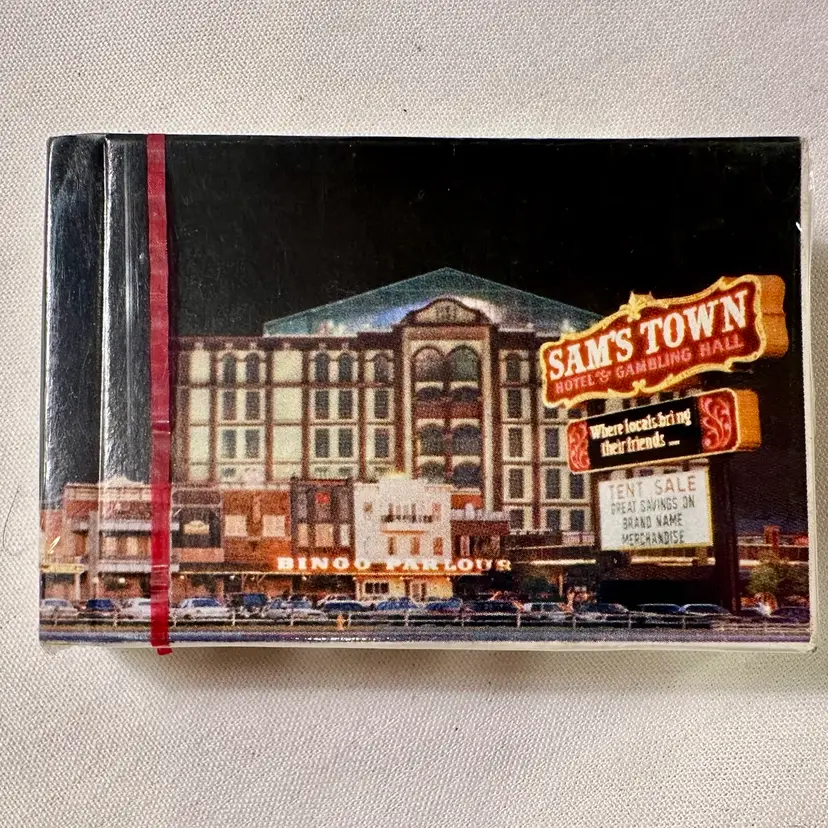 SAM'S TOWN
HOTEL & GAMBLING HALL
Where locals bring
their friends ...
TENT SALE
GREAT SAVINGS ON
BRAND NAME
MERCHANDISE
BINGO PARLOUR